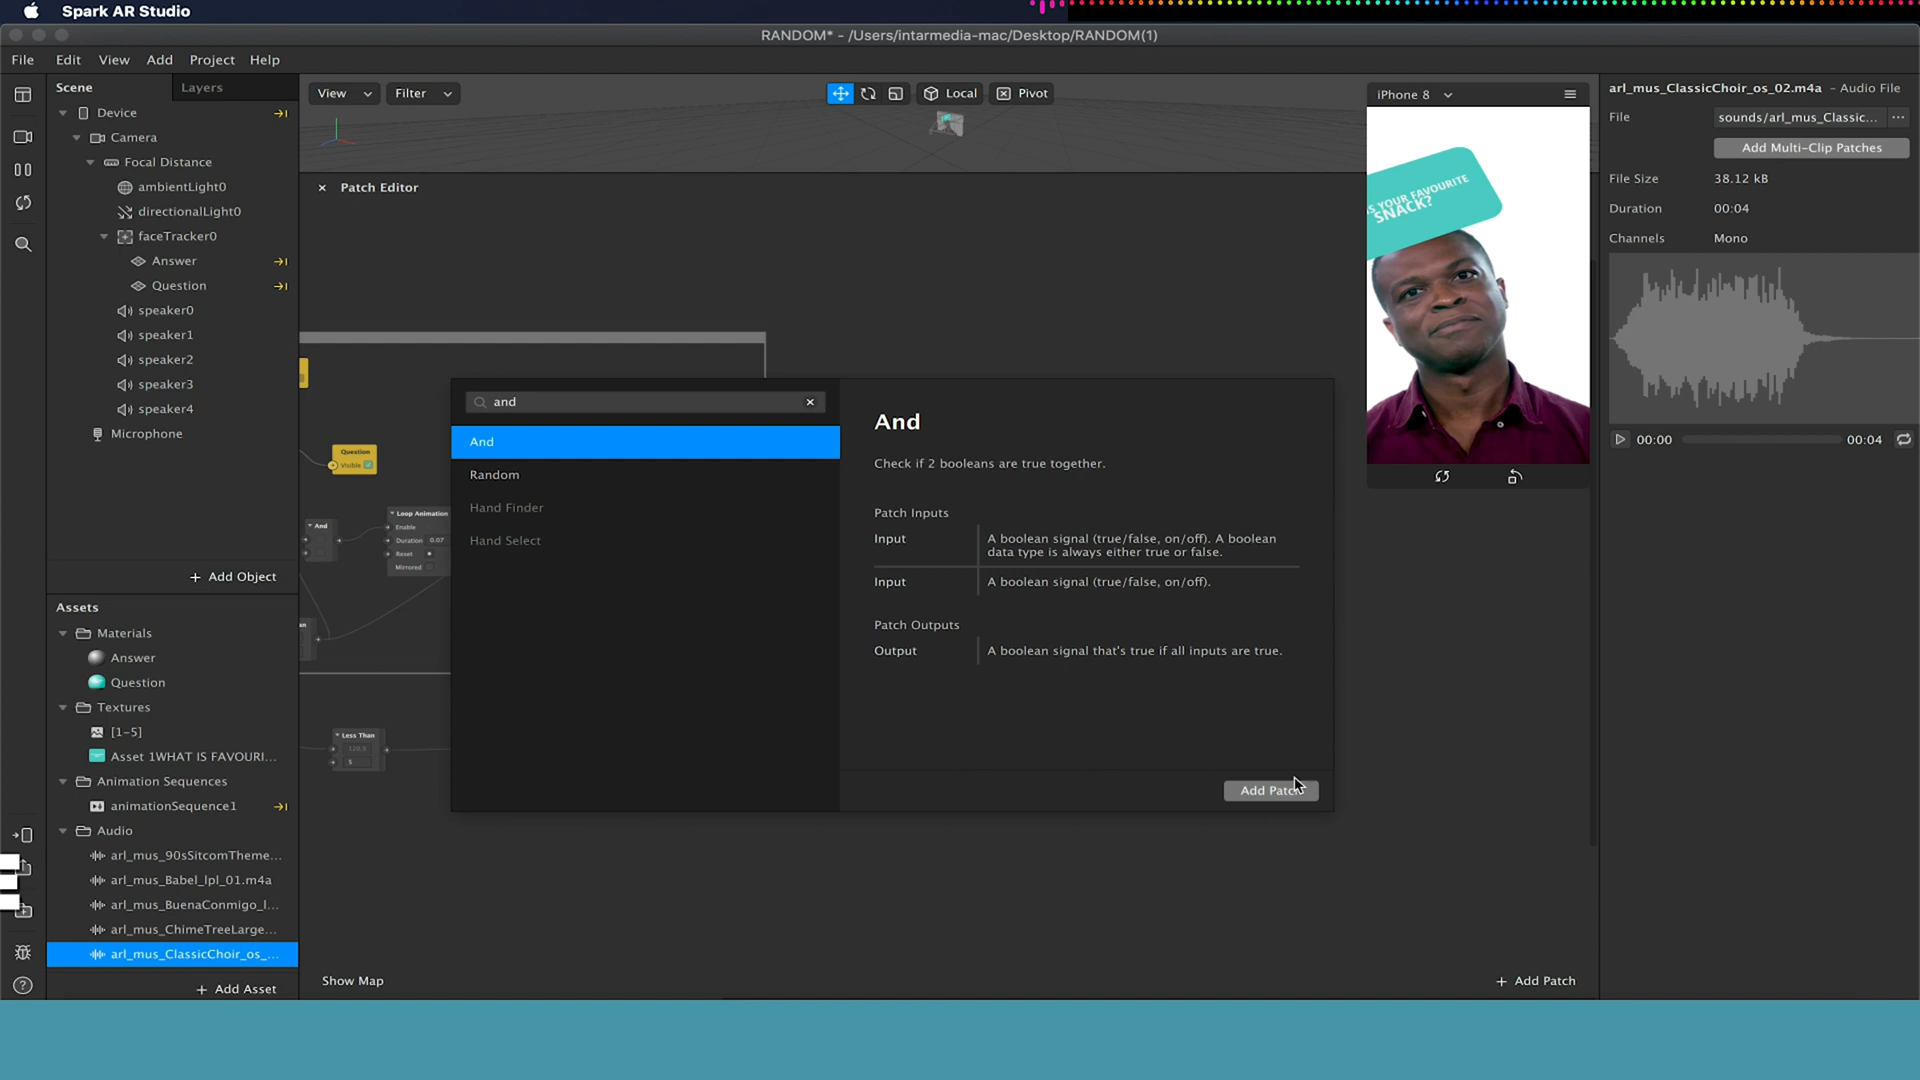 Spark AR Studio
RANDOM* - /Users/intarmedia-mac/Desktop/RANDOM(1)
File Edit View Add Project Help
Scene Layers
Device
Camera
Focal Distance
ambientLight0
directionalLight0
faceTracker0
Answer
Question
speaker0
speaker1
speaker2
speaker3
speaker4
Microphone
+ Add Object
Assets
Materials
Answer
Question
Textures
[1-5]
Asset 1WHAT IS FAVOURI...
Animation Sequences
animationSequence1
Audio
arl_mus_90sSitcomTheme...
arl_mus_Babel_lpl_01.m4a
arl_mus_BuenaConmigo_l...
arl_mus_ChimeTreeLarge...
arl_mus_ClassicChoir_os_...
+ Add Asset
View Filter Local Pivot
× Patch Editor
Question
Visible
And
Loop Animation
Enable
Duration 0.07
Reset
Mirrored
Less Than
and
And
Random
Hand Finder
Hand Select
And
Check if 2 booleans are true together.
Patch Inputs
Input A boolean signal (true/false, on/off). A boolean
data type is always either true or false.
Input A boolean signal (true/false, on/off).
Patch Outputs
Output A boolean signal that's true if all inputs are true.
Add Patch
Show Map
+ Add Patch
iPhone 8
S YOUR FAVOURITE
SNACK?
arl_mus_ClassicChoir_os_02.m4a - Audio File
File sounds/arl_mus_Classic... ...
Add Multi-Clip Patches
File Size 38.12 kB
Duration 00:04
Channels Mono
00:00 00:04